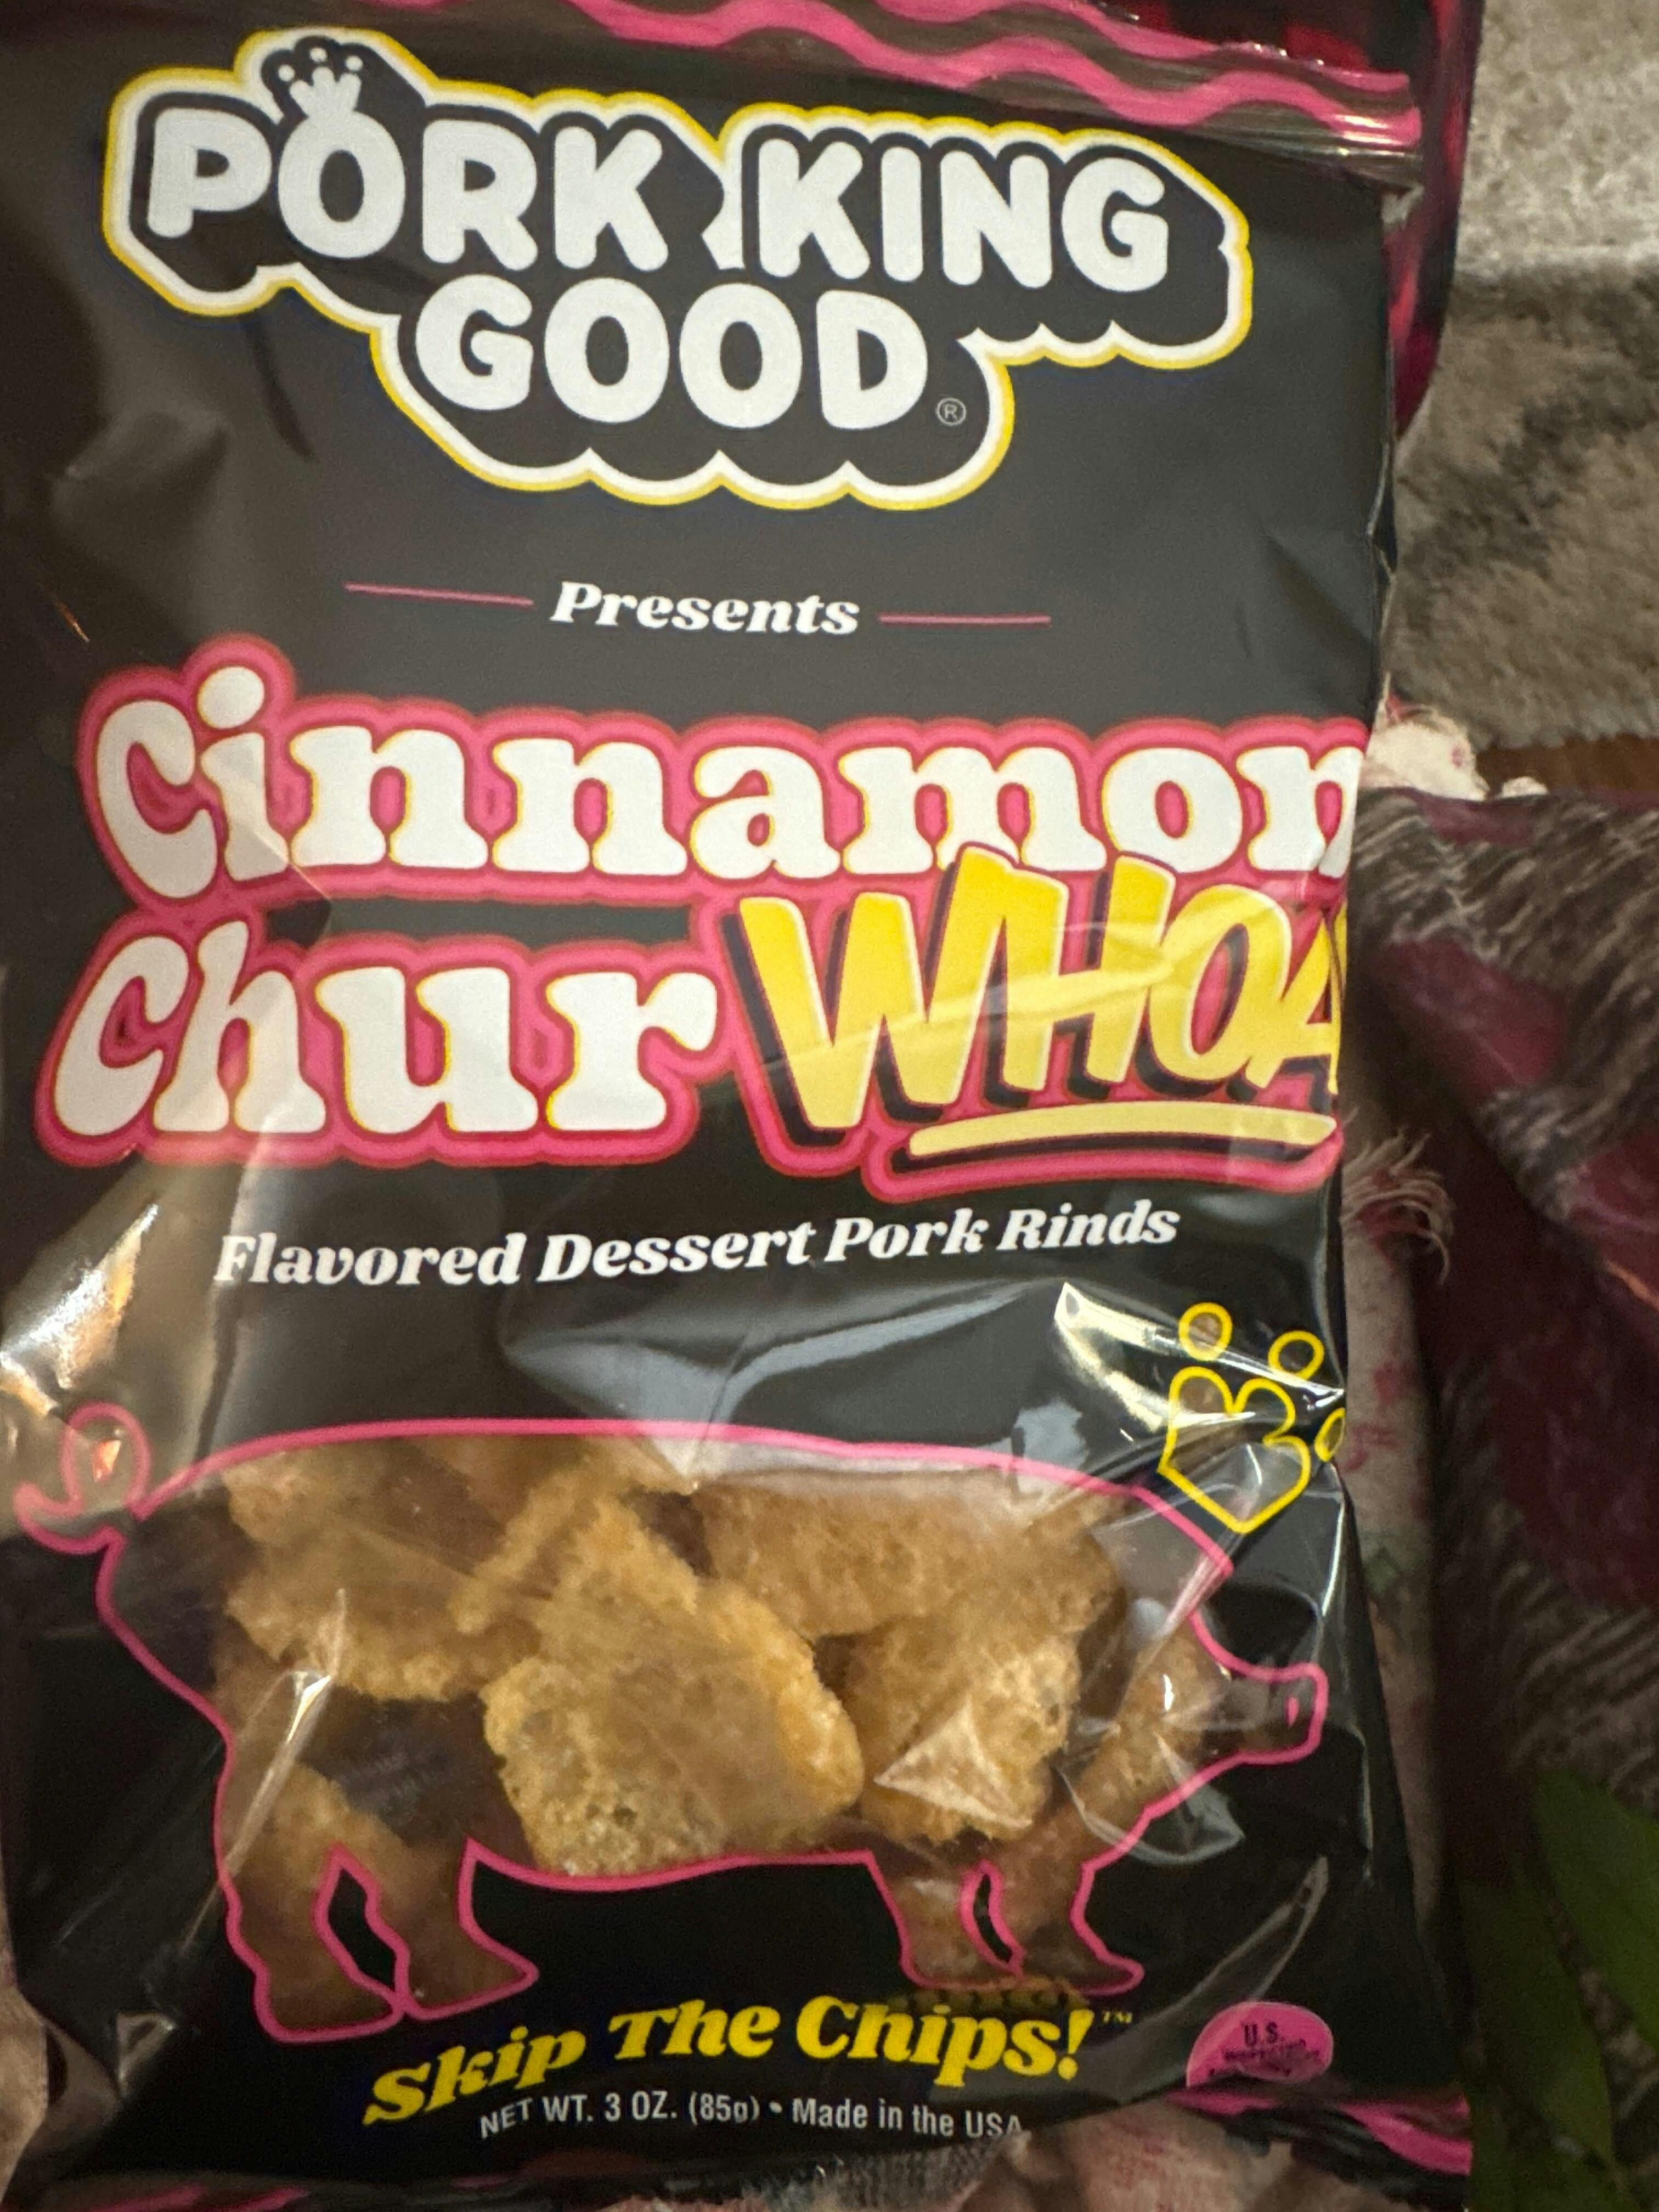 PORK KING
GOOD®
Presents
Cinnamon
Chur WHOA
Flavored Dessert Pork Rinds
Skip The Chips!™
U.S.
NET WT. 3 OZ. (85g) • Made in the USA